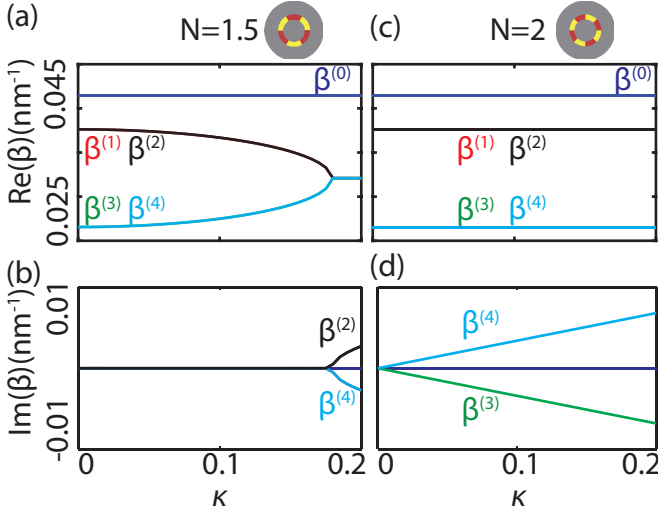 (a) N=1.5 (c) N=2
Re(β)(nm⁻¹)
0.045
0.025
β⁽⁰⁾
β⁽¹⁾ β⁽²⁾
β⁽³⁾ β⁽⁴⁾
β⁽⁰⁾
β⁽¹⁾ β⁽²⁾
β⁽³⁾ β⁽⁴⁾
(b) (d)
Im(β)(nm⁻¹)
0.01
-0.01
β⁽²⁾
β⁽⁴⁾
β⁽⁴⁾
β⁽³⁾
0 0.1 0.2 0 0.1 0.2
κ κ